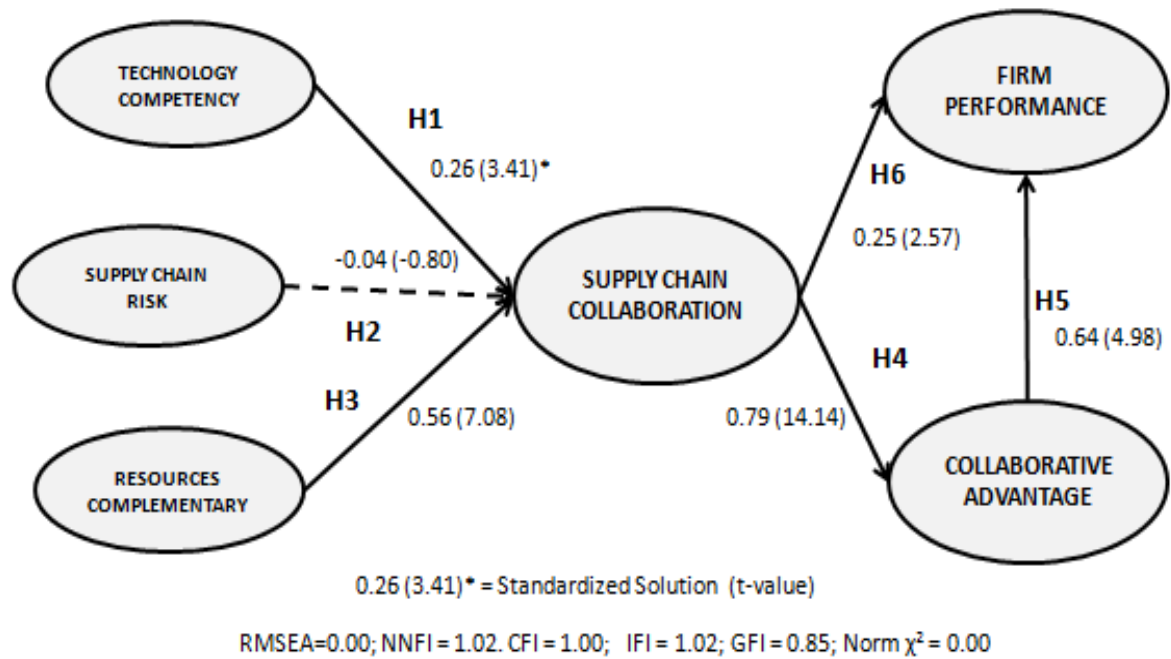 TECHNOLOGY
COMPETENCY
H1
0.26 (3.41)*
FIRM
PERFORMANCE
H6
0.25 (2.57)
SUPPLY CHAIN
RISK
-0.04 (-0.80)
H2
SUPPLY CHAIN
COLLABORATION
H5
0.64 (4.98)
H3
0.56 (7.08)
H4
0.79 (14.14)
RESOURCES
COMPLEMENTARY
COLLABORATIVE
ADVANTAGE
0.26 (3.41)* = Standardized Solution (t-value)
RMSEA=0.00; NNFI = 1.02. CFI = 1.00; IFI = 1.02; GFI = 0.85; Norm χ² = 0.00